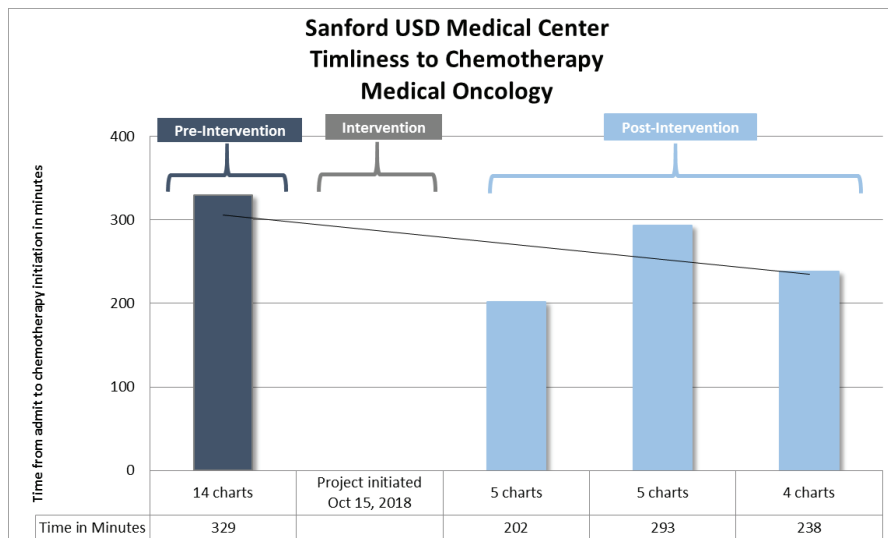 Sanford USD Medical Center
Timliness to Chemotherapy
Medical Oncology
Pre-Intervention
Intervention
Post-Intervention
Time from admit to chemotherapy initiation in minutes
400
300
200
100
0
14 charts
Project initiated
Oct 15, 2018
5 charts
5 charts
4 charts
Time in Minutes 329 202 293 238